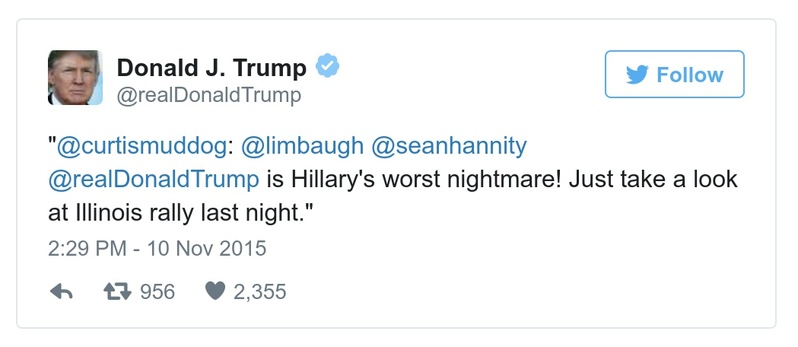 Donald J. Trump
@realDonaldTrump
Follow
"@curtismuddog: @limbaugh @seanhannity
@realDonaldTrump is Hillary's worst nightmare! Just take a look
at Illinois rally last night."
2:29 PM - 10 Nov 2015
956 2,355